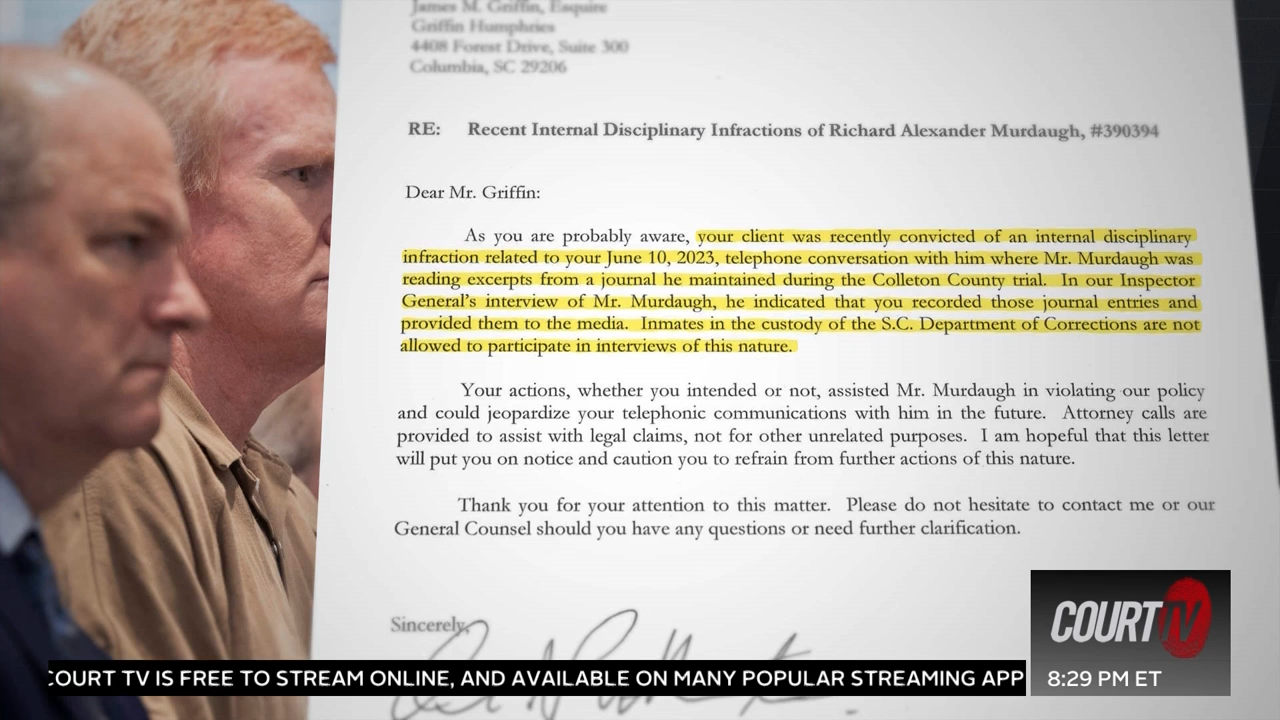 James M. Griffin, Esquire
Griffin Humphries
4408 Forest Drive, Suite 300
Columbia, SC 29206
RE: Recent Internal Disciplinary Infractions of Richard Alexander Murdaugh, #390394
Dear Mr. Griffin:
As you are probably aware, your client was recently convicted of an internal disciplinary
infraction related to your June 10, 2023, telephone conversation with him where Mr. Murdaugh was
reading excerpts from a journal he maintained during the Colleton County trial. In our Inspector
General's interview of Mr. Murdaugh, he indicated that you recorded those journal entries and
provided them to the media. Inmates in the custody of the S.C. Department of Corrections are not
allowed to participate in interviews of this nature.
Your actions, whether you intended or not, assisted Mr. Murdaugh in violating our policy
and could jeopardize your telephonic communications with him in the future. Attorney calls are
provided to assist with legal claims, not for other unrelated purposes. I am hopeful that this letter
will put you on notice and caution you to refrain from further actions of this nature.
Thank you for your attention to this matter. Please do not hesitate to contact me or our
General Counsel should you have any questions or need further clarification.
Sincerely,
COURT TV
COURT TV IS FREE TO STREAM ONLINE, AND AVAILABLE ON MANY POPULAR STREAMING APP
8:29 PM ET